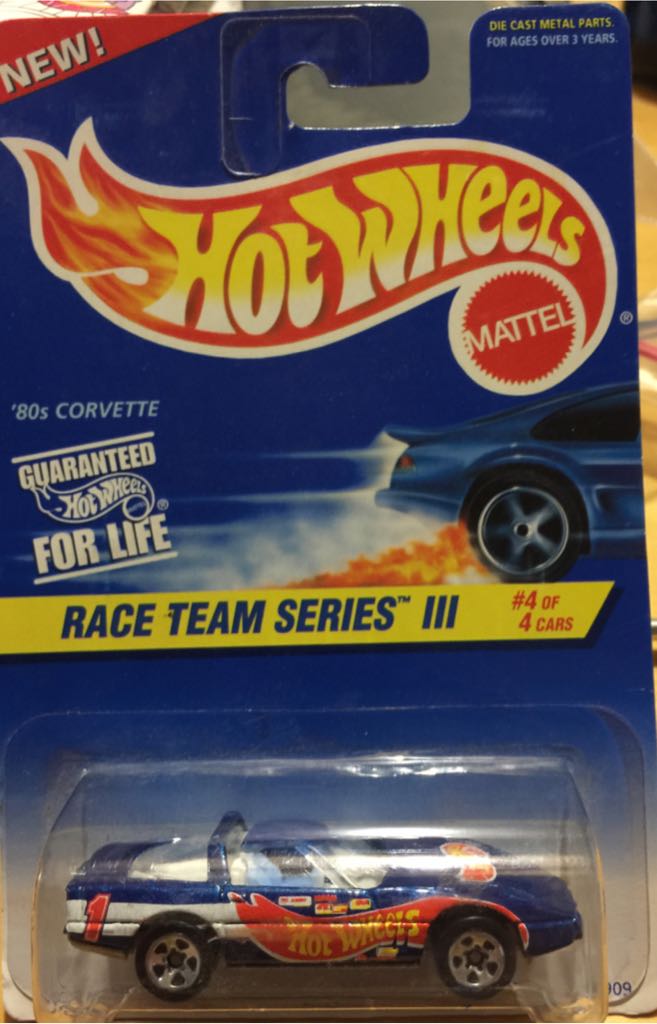 NEW!
DIE CAST METAL PARTS.
FOR AGES OVER 3 YEARS.
HOT WHEELS
MATTEL
®
'80s CORVETTE
GUARANTEED
HOT WHEELS ®
FOR LIFE
RACE TEAM SERIES™ III
#4 OF
4 CARS
1
HOT WHEELS
909